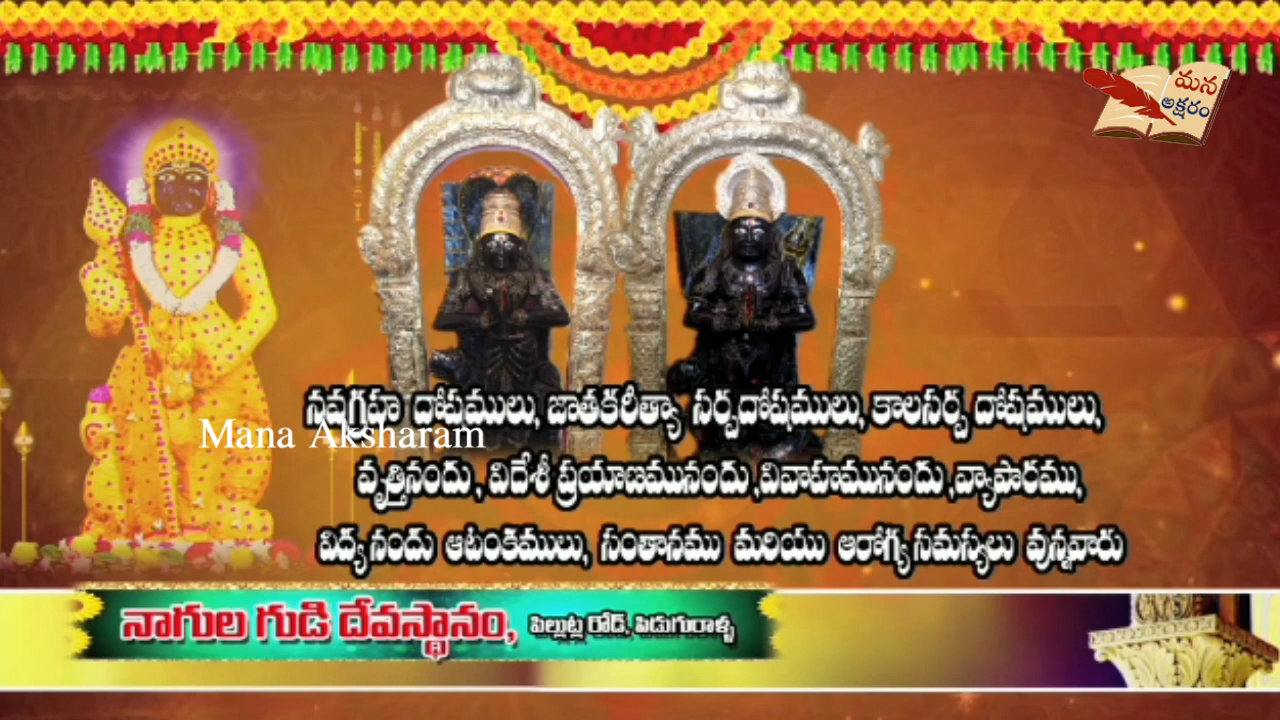 మన
అక్షరం
నవగ్రహ దోషములు, జాతకరీత్యా సర్పదోషములు, కాలసర్ప దోషములు,
Mana Aksharam
వృత్తినందు, విదేశీ ప్రయాణమునందు ,వివాహమునందు ,వ్యాపారము,
విద్యనందు ఆటంకములు, సంతానము మరియు ఆరోగ్య సమస్యలు వున్నవారు
నాగుల గుడి దేవస్థానం, పిల్లుట్ల రోడ్, పిడుగురాళ్ళ